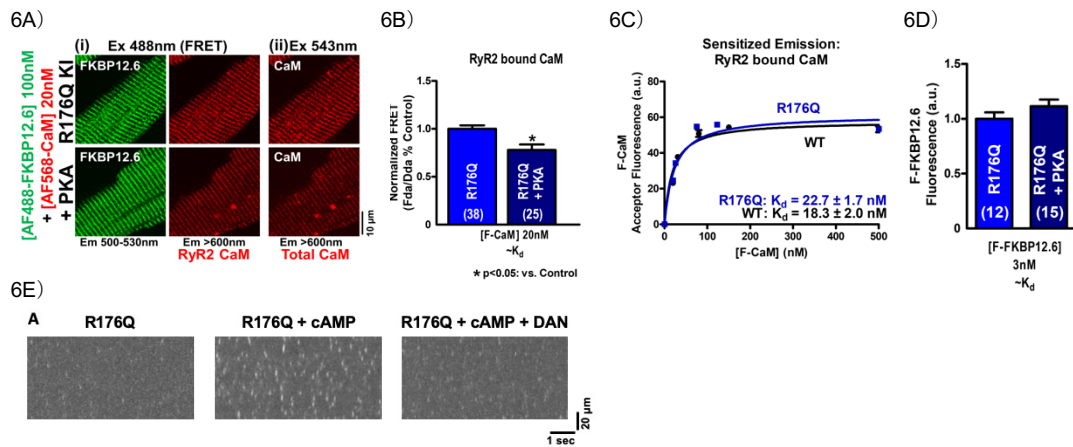 6A)
(i) Ex 488nm (FRET)
(ii) Ex 543nm
[AF488-FKBP12.6] 100nM
+ [AF568-CaM] 20nM
R176Q KI
+ PKA
FKBP12.6
CaM
FKBP12.6
CaM
10 µm
Em 500-530nm
Em >600nm
RyR2 CaM
Em >600nm
Total CaM
6B)
RyR2 bound CaM
Normalized FRET
(Fda/Dda % Control)
1.5
1.0
0.5
0.0
*
R176Q
(38)
R176Q
+ PKA
(25)
[F-CaM] 20nM
~Kd
* p<0.05: vs. Control
6C)
Sensitized Emission:
RyR2 bound CaM
F-CaM
Acceptor Fluorescence (a.u.)
80
60
40
20
0
R176Q
WT
R176Q: Kd = 22.7 ± 1.7 nM
WT: Kd = 18.3 ± 2.0 nM
0 100 200 300 400 500
[F-CaM] (nM)
6D)
F-FKBP12.6
Fluorescence (a.u.)
1.5
1.0
0.5
0.0
R176Q
(12)
R176Q
+ PKA
(15)
[F-FKBP12.6]
3nM
~Kd
6E)
A
R176Q
R176Q + cAMP
R176Q + cAMP + DAN
20 µm
1 sec